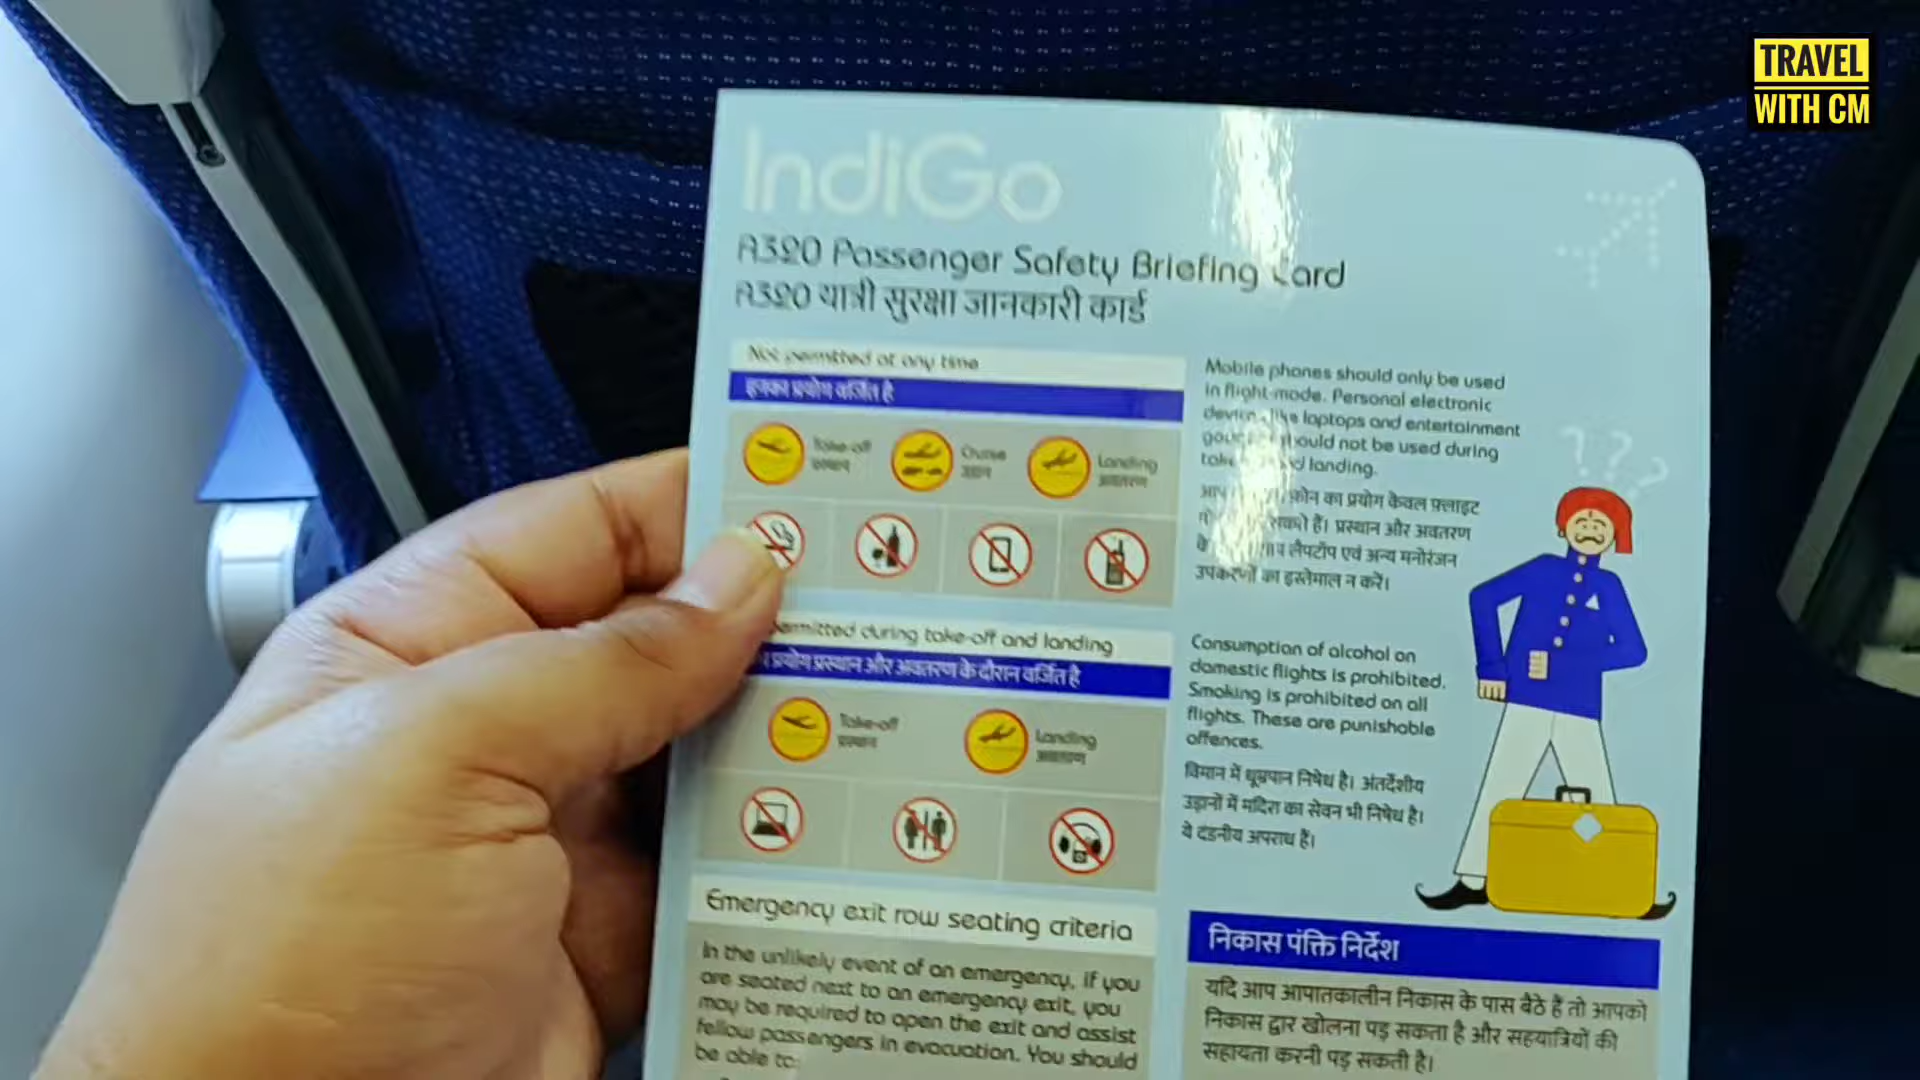 TRAVEL
WITH CM
IndiGo
A320 Passenger Safety Briefing Card
A320 यात्री सुरक्षा जानकारी कार्ड
Not permitted at any time
इनका प्रयोग वर्जित है
Take-off
प्रस्थान
Cruise
उड़ान
Landing
अवतरण
permitted during take-off and landing
प्रयोग प्रस्थान और अवतरण के दौरान वर्जित है
Take-off
प्रस्थान
Landing
अवतरण
Emergency exit row seating criteria
In the unlikely event of an emergency, if you
are seated next to an emergency exit, you
may be required to open the exit and assist
fellow passengers in evacuation. You should
be able to:
Mobile phones should only be used
in flight-mode. Personal electronic
like laptops and entertainment
should not be used during
landing.
फ़ोन का प्रयोग केवल फ़्लाइट
सकते हैं। प्रस्थान और अवतरण
लैपटॉप एवं अन्य मनोरंजन
उपकरणों का इस्तेमाल न करें।
Consumption of alcohol on
domestic flights is prohibited.
Smoking is prohibited on all
flights. These are punishable
offences.
विमान में धूम्रपान निषेध है। अंतर्देशीय
उड़ानों में मदिरा का सेवन भी निषेध है।
ये दंडनीय अपराध हैं।
???
निकास पंक्ति निर्देश
यदि आप आपातकालीन निकास के पास बैठे हैं तो आपको
निकास द्वार खोलना पड़ सकता है और सहयात्रियों की
सहायता करनी पड़ सकती है।